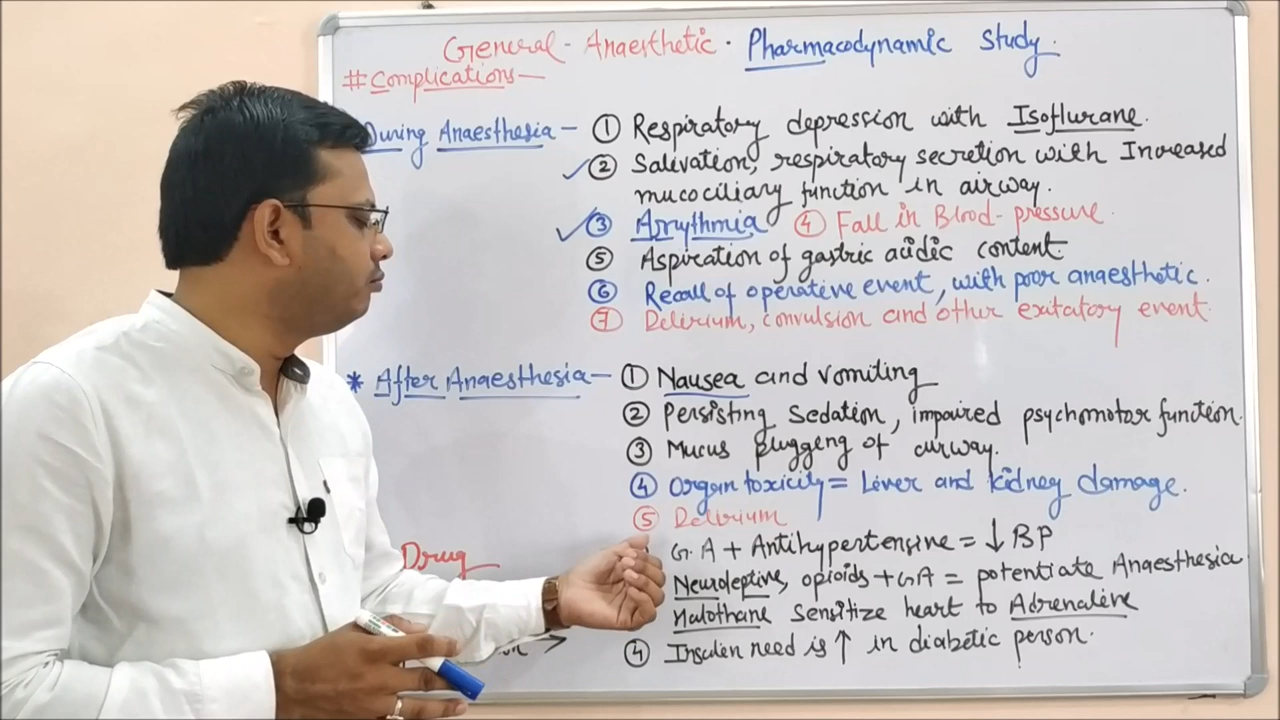 General - Anaesthetic . Pharmacodynamic study.
# Complications —
During Anaesthesia — ① Respiratory depression with Isoflurane.
② Salivation, respiratory secretion with Increased
mucociliary function in airway.
③ Arrythmia ④ Fall in Blood-pressure.
⑤ Aspiration of gastric acidic content.
⑥ Recall of operative event, with poor anaesthetic.
⑦ Delirium, convulsion and other exitatory event.
* After Anaesthesia — ① Nausea and vomiting
② Persisting Sedation, impaired psychomotor function.
③ Mucus pluggeng of airway.
④ Organ toxicity = Liver and kidney damage.
⑤ Delirium
Drug G.A + Antihypertensive = ↓ BP
Neuroleptive, opioids + GA = potentiate Anaesthesia
Halothane sensitize heart to Adrenaline
→ ④ Insulen need is ↑ in diabetic person.